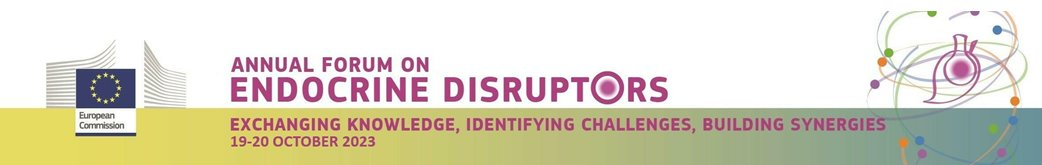 European
Commission
ANNUAL FORUM ON
ENDOCRINE DISRUPTORS
EXCHANGING KNOWLEDGE, IDENTIFYING CHALLENGES, BUILDING SYNERGIES
19-20 OCTOBER 2023